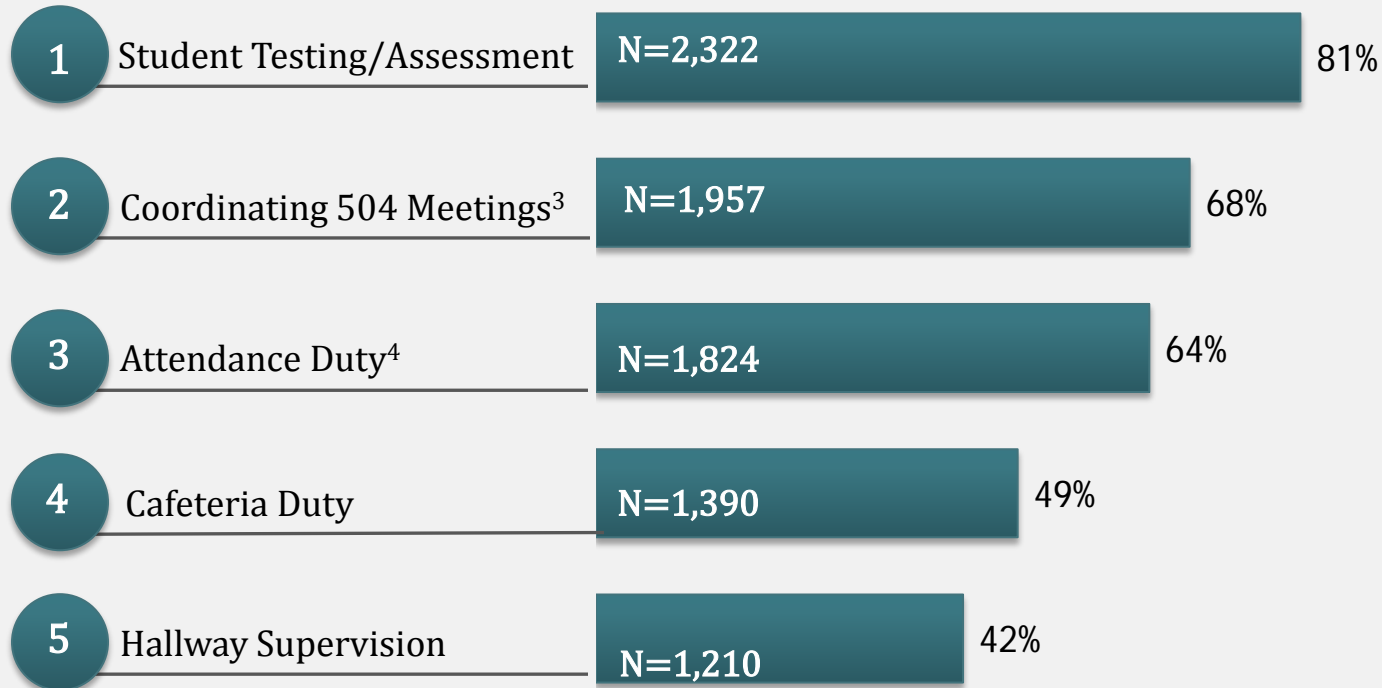 1 Student Testing/Assessment N=2,322 81%
2 Coordinating 504 Meetings³ N=1,957 68%
3 Attendance Duty⁴ N=1,824 64%
4 Cafeteria Duty N=1,390 49%
5 Hallway Supervision N=1,210 42%